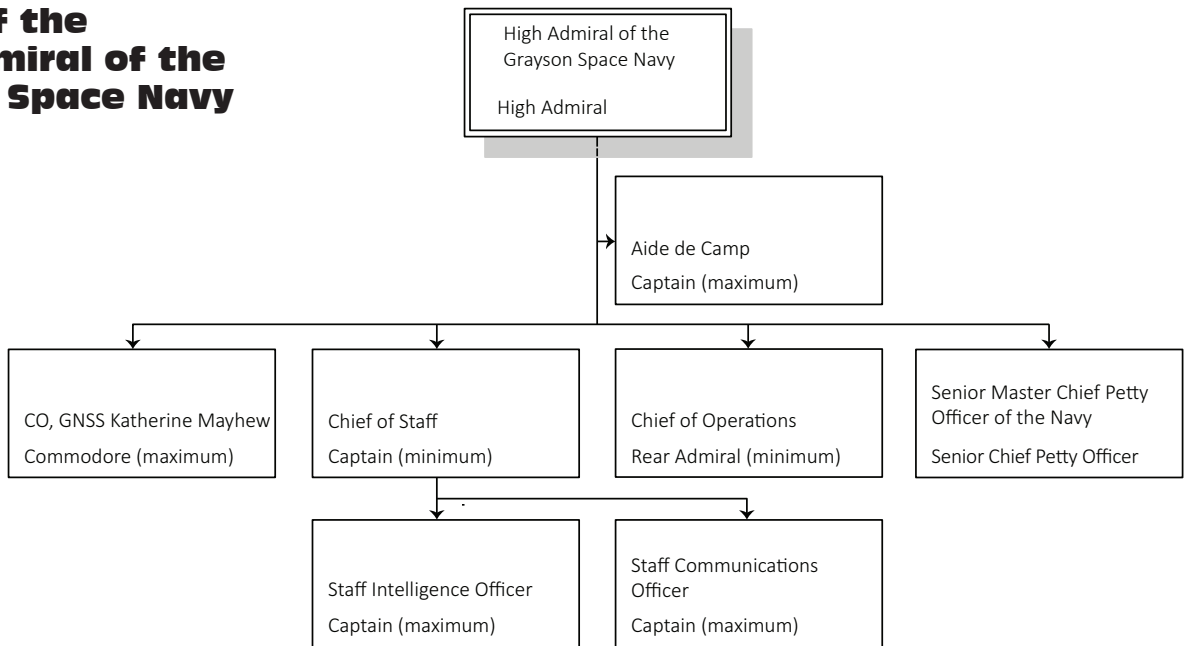 f the
miral of the
Space Navy
High Admiral of the
Grayson Space Navy
High Admiral
Aide de Camp
Captain (maximum)
CO, GNSS Katherine Mayhew
Commodore (maximum)
Chief of Staff
Captain (minimum)
Chief of Operations
Rear Admiral (minimum)
Senior Master Chief Petty
Officer of the Navy
Senior Chief Petty Officer
Staff Intelligence Officer
Captain (maximum)
Staff Communications
Officer
Captain (maximum)